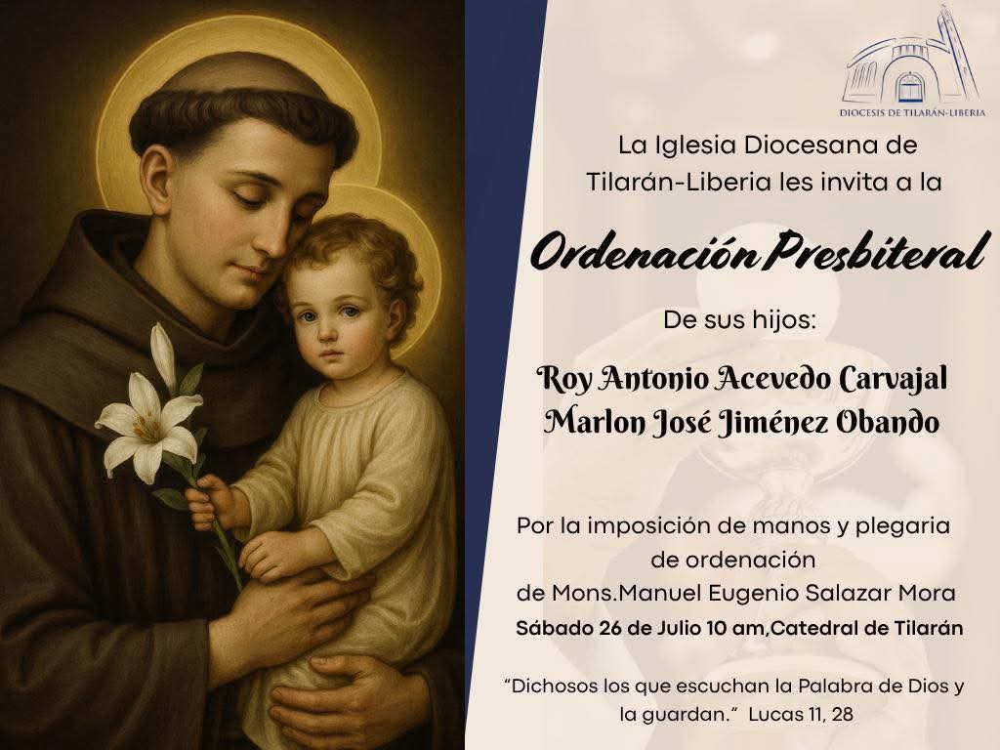 DIOCESIS DE TILARÁN-LIBERIA
La Iglesia Diocesana de
Tilarán-Liberia les invita a la
Ordenación Presbiteral
De sus hijos:
Roy Antonio Acevedo Carvajal
Marlon José Jiménez Obando
Por la imposición de manos y plegaria
de ordenación
de Mons.Manuel Eugenio Salazar Mora
Sábado 26 de Julio 10 am,Catedral de Tilarán
“Dichosos los que escuchan la Palabra de Dios y
la guardan.“ Lucas 11, 28